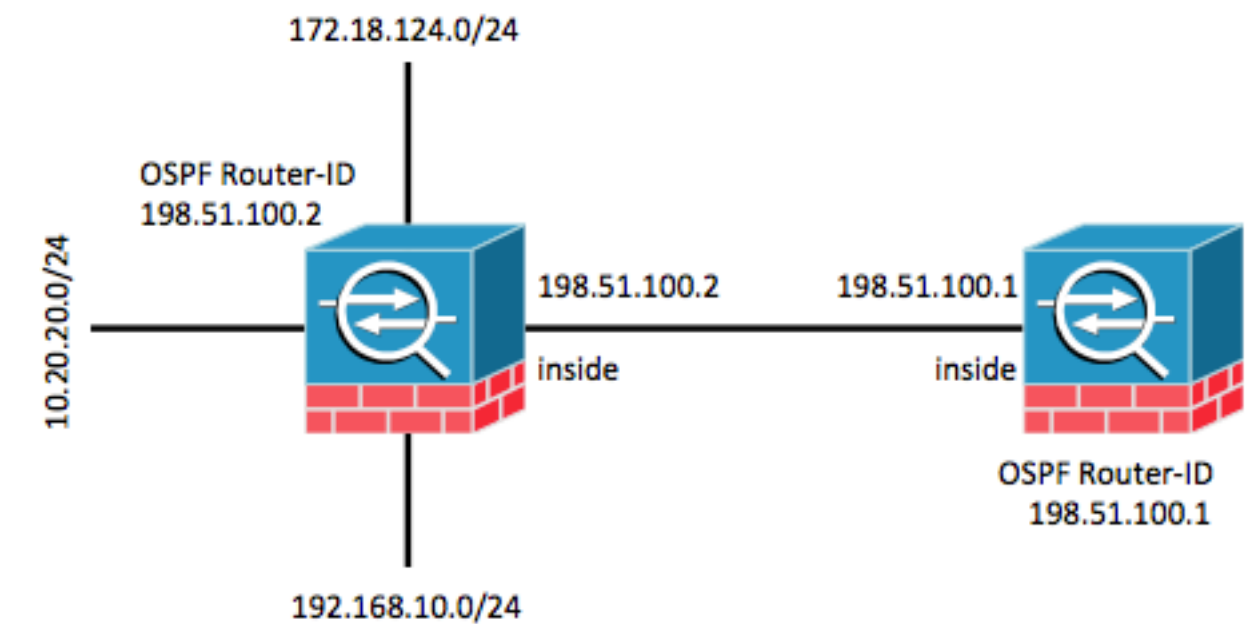 172.18.124.0/24
OSPF Router-ID
198.51.100.2
10.20.20.0/24
198.51.100.2
198.51.100.1
inside
inside
OSPF Router-ID
198.51.100.1
192.168.10.0/24